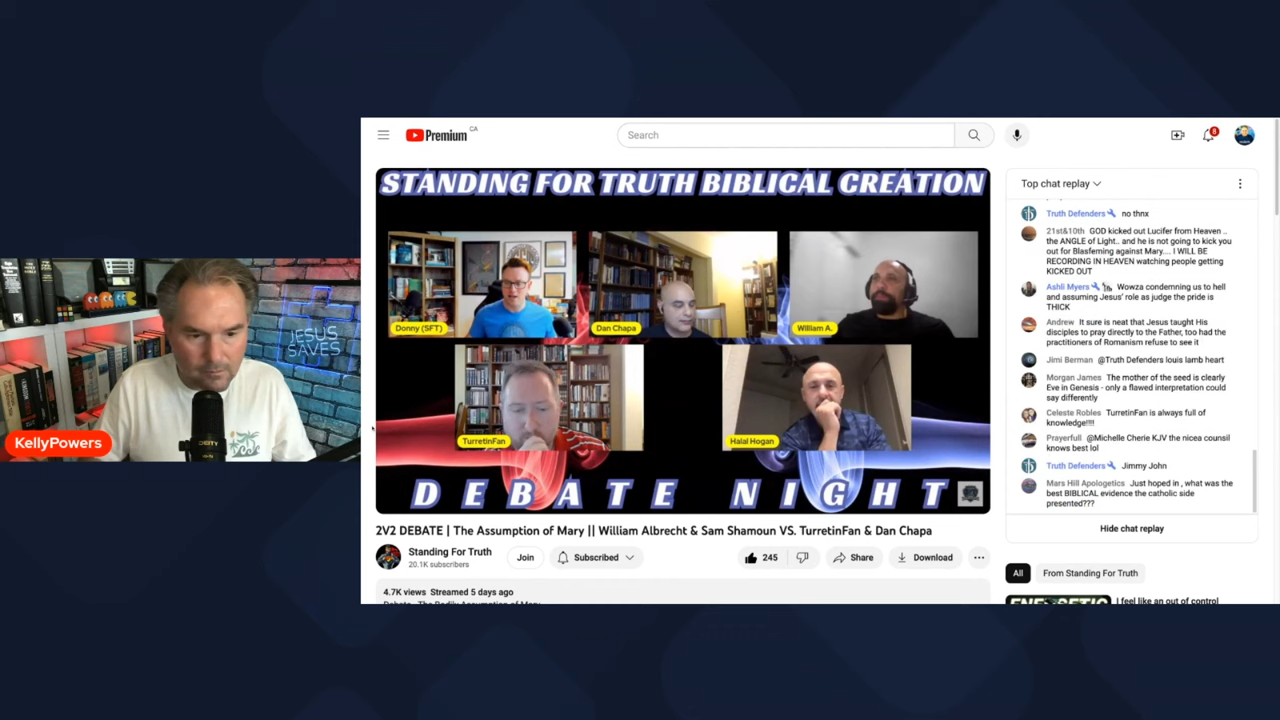 JESUS
SAVES
KellyPowers
Premium
CA
Search
8
STANDING FOR TRUTH BIBLICAL CREATION
Donny (SFT)
Dan Chapa
William A.
TurretinFan
Halal Hogan
DEBATE NIGHT
2V2 DEBATE | The Assumption of Mary || William Albrecht & Sam Shamoun VS. TurretinFan & Dan Chapa
Standing For Truth
20.1K subscribers
Join
Subscribed
245
Share
Download
4.7K views Streamed 5 days ago
Top chat replay
Truth Defenders no thnx
21st&10th GOD kicked out Lucifer from Heaven ..
the ANGLE of Light.. and he is not going to kick you
out for Blasfeming against Mary.... I WILL BE
RECORDING IN HEAVEN watching people getting
KICKED OUT
Ashli Myers Wowza condemning us to hell
and assuming Jesus' role as judge the pride is
THICK
Andrew It sure is neat that Jesus taught His
disciples to pray directly to the Father, too had the
practitioners of Romanism refuse to see it
Jimi Berman @Truth Defenders louis lamb heart
Morgan James The mother of the seed is clearly
Eve in Genesis - only a flawed interpretation could
say differently
Celeste Robles TurretinFan is always full of
knowledge!!!!
Prayerfull @Michelle Cherie KJV the nicea counsil
knows best lol
Truth Defenders Jimmy John
Mars Hill Apologetics Just hoped in , what was the
best BIBLICAL evidence the catholic side
presented???
Hide chat replay
All
From Standing For Truth
I feel like an out of control